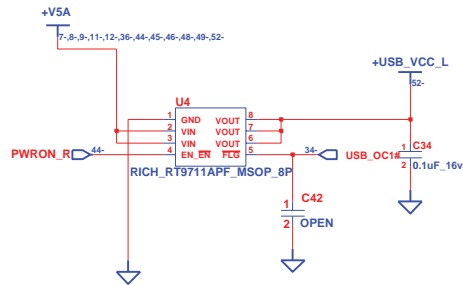 +V5A
7-,8-,9-,11-,12-,36-,44-,45-,46-,48-,49-,52-
+USB_VCC_L
52-
U4
1 GND VOUT 8
2 VIN VOUT 7
3 VIN VOUT 6
PWRON_R 44- 4 EN_EN FLG 5 34- USB_OC1#
RICH_RT9711APF_MSOP_8P
1 C34
2 0.1uF_16v
1 C42
2 OPEN